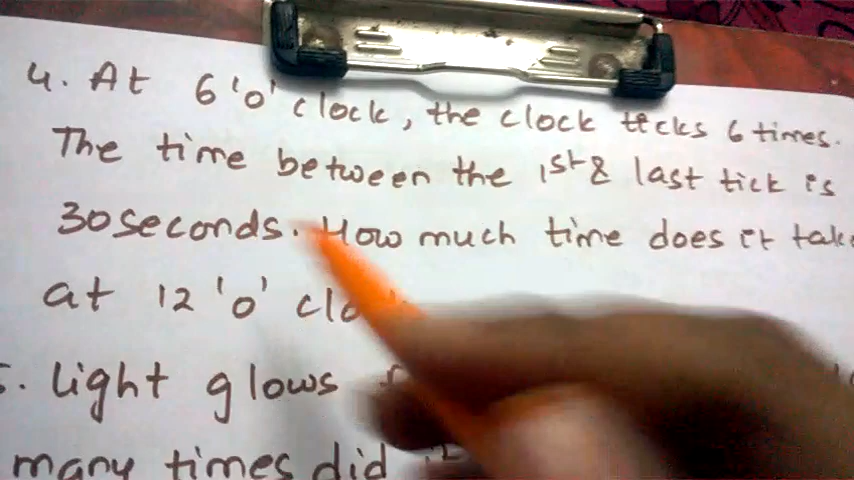 4. At 6 'o' clock, the clock ticks 6 times.
The time between the 1st & last tick is
30 seconds. How much time does it
at 12 'o'
5. light glows
many times did